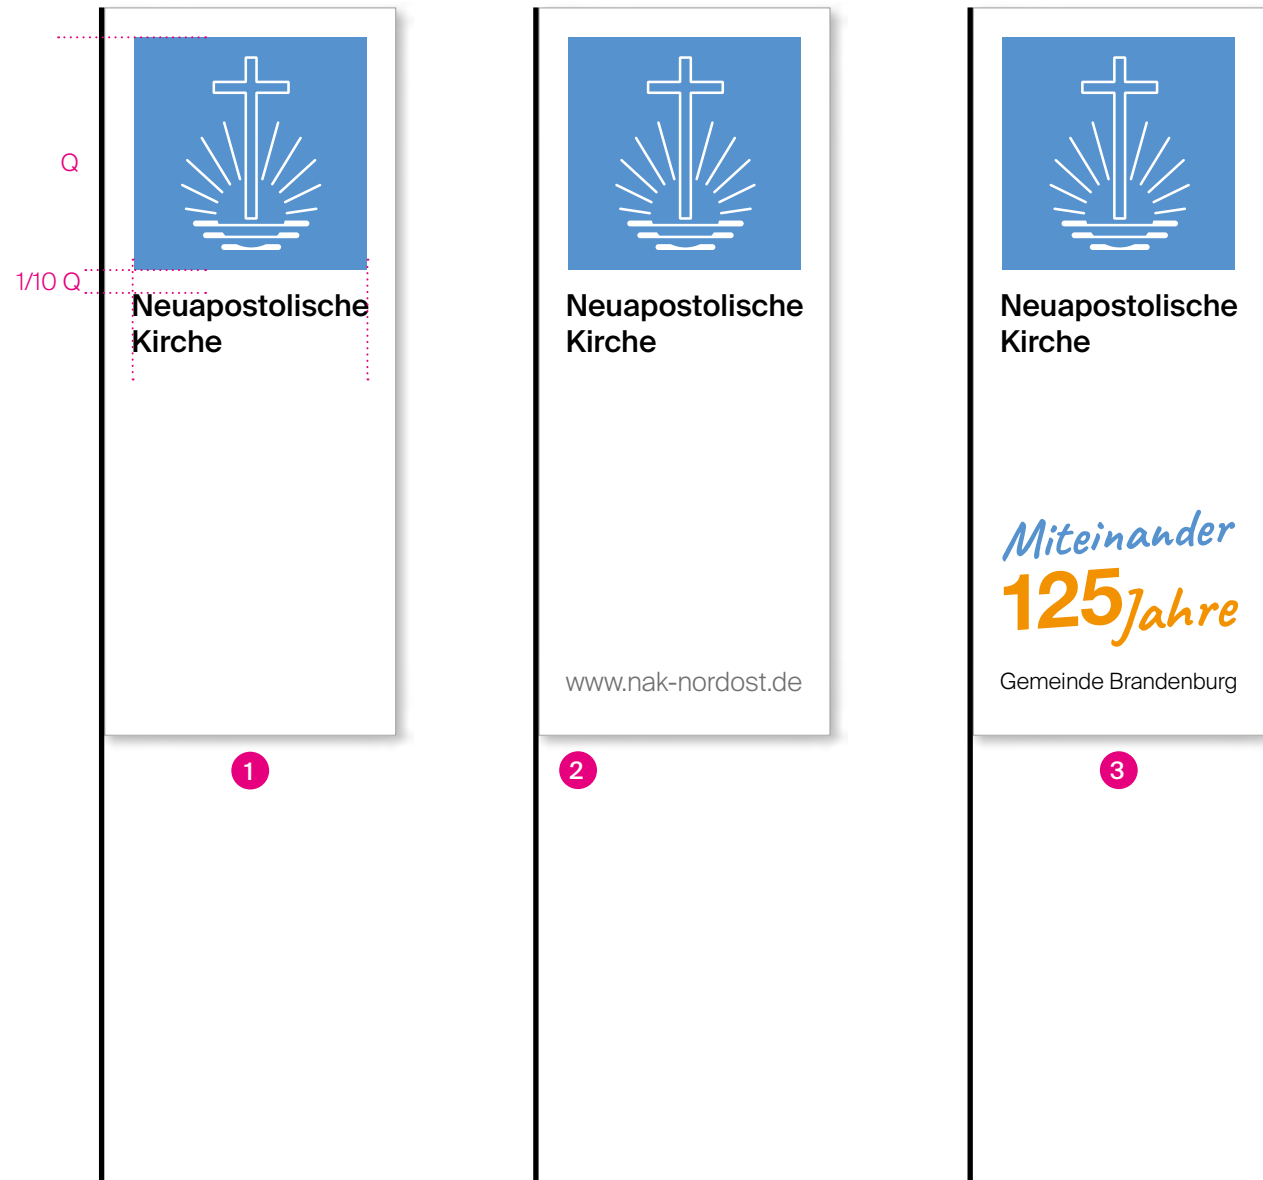 Q
1/10 Q
Neuapostolische
Kirche
1
Neuapostolische
Kirche
www.nak-nordost.de
2
Neuapostolische
Kirche
Miteinander
125 Jahre
Gemeinde Brandenburg
3